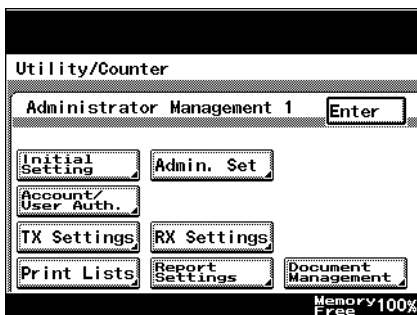 Utility/Counter
Administrator Management 1
Enter
Initial
Setting
Admin. Set
Account/
User Auth.
TX Settings
RX Settings
Print Lists
Report
Settings
Document
Management
Memory
Free
100%